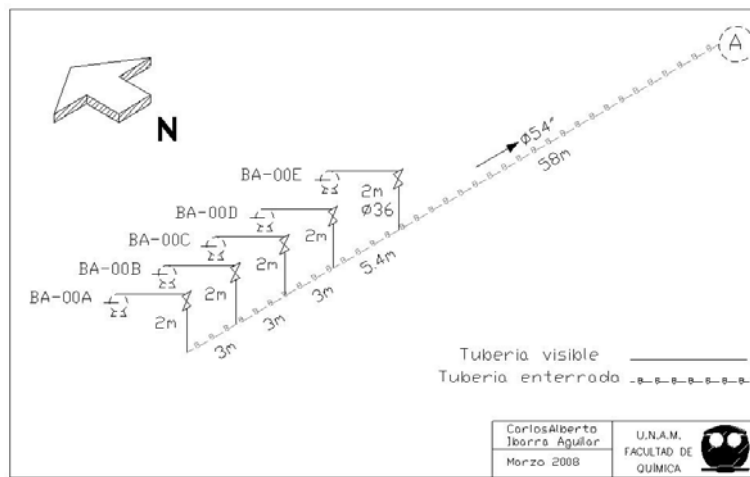 A
N
Ø54"
58m
BA-00E
2m
Ø36
BA-00D
2m
BA-00C
2m
BA-00B
2m
BA-00A
2m
5.4m
3m
3m
3m
Tuberia visible
Tuberia enterrada
CarlosAlberto
Ibarra Aguilar
Marzo 2008
U.N.A.M.
FACULTAD DE
QUÍMICA